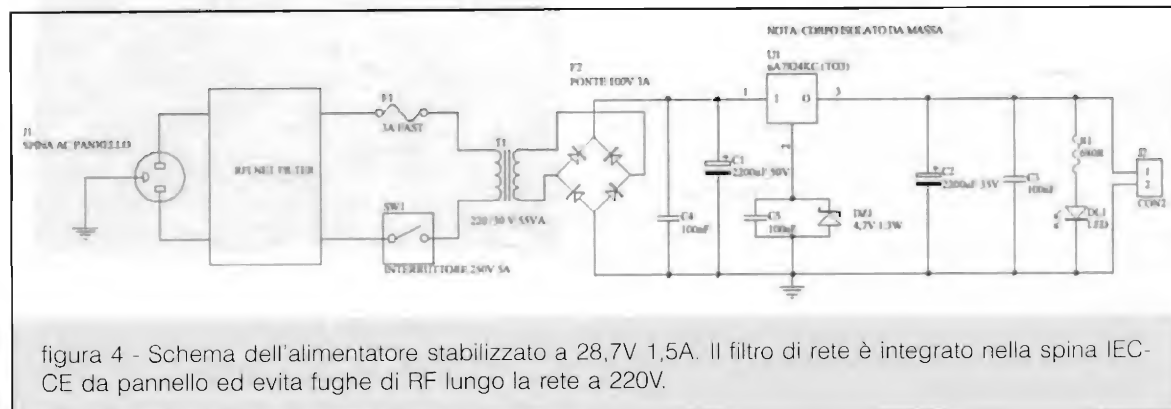 NOTA: CORPO ISOLATO DA MASSA
U1
uA7824KC (TO3)
F2
PONTE 100V 3A
J1
SPINA AC PANNELLO
RFI NET FILTER
F1
3A FAST
T1
220/30 V 55VA
SW1
INTERRUTTORE 250V 5A
1
I
O
3
2
C4
100nF
C1
2200uF 50V
C5
100nF
DZ1
4,7V 1.3W
C2
2200uF 35V
C3
100nF
R1
680R
DL1
LED
J2
1
2
CON2
figura 4 - Schema dell'alimentatore stabilizzato a 28,7V 1,5A. Il filtro di rete è integrato nella spina IEC-
CE da pannello ed evita fughe di RF lungo la rete a 220V.